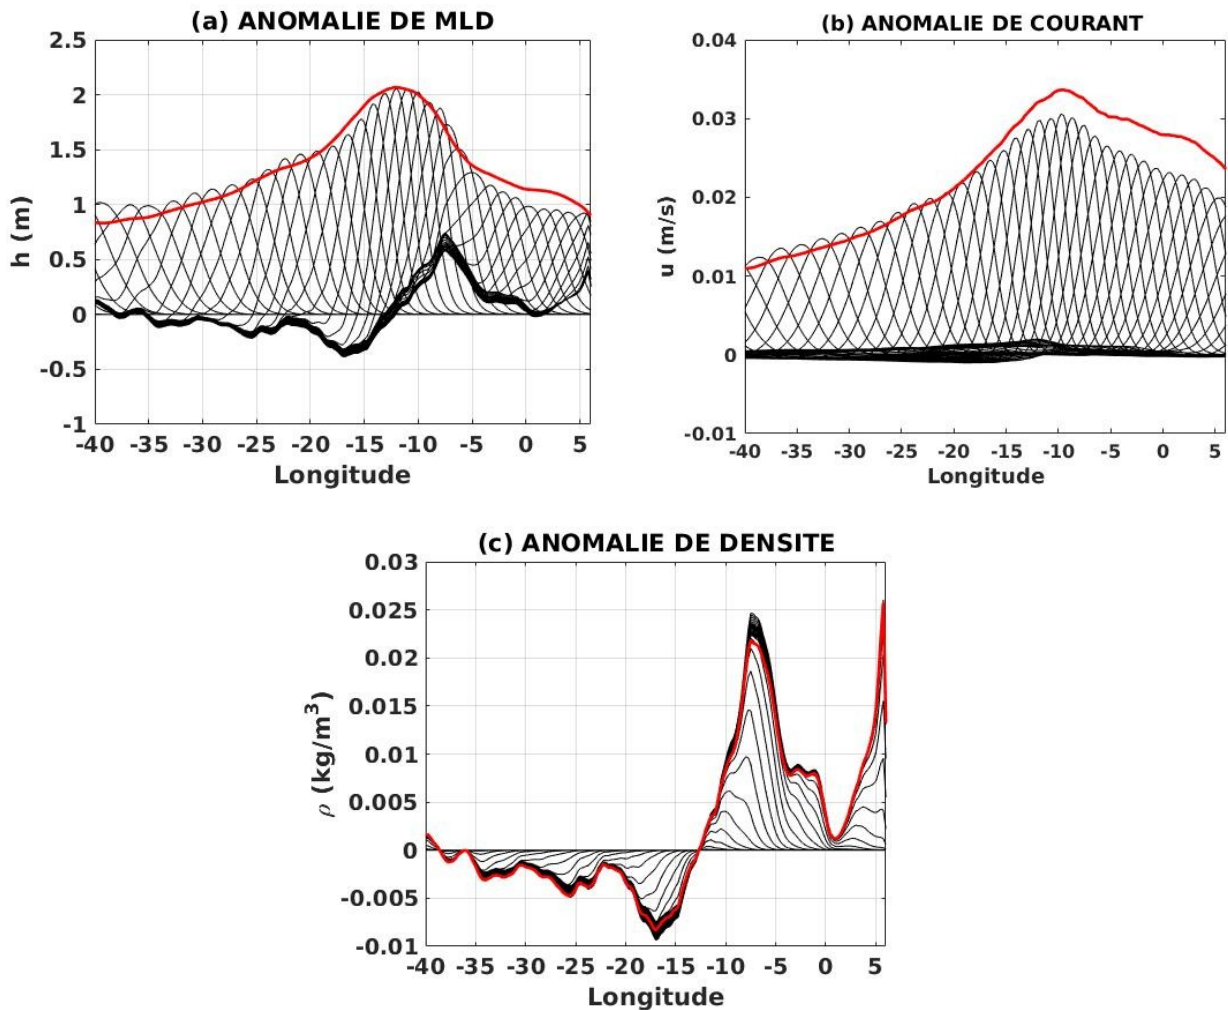 (a) ANOMALIE DE MLD
2.5
2
1.5
1
0.5
0
-0.5
-1
h (m)
-40 -35 -30 -25 -20 -15 -10 -5 0 5
Longitude
(b) ANOMALIE DE COURANT
0.04
0.03
0.02
0.01
0
-0.01
u (m/s)
-40 -35 -30 -25 -20 -15 -10 -5 0 5
Longitude
(c) ANOMALIE DE DENSITE
0.03
0.025
0.02
0.015
0.01
0.005
0
-0.005
-0.01
ρ (kg/m³)
-40 -35 -30 -25 -20 -15 -10 -5 0 5
Longitude